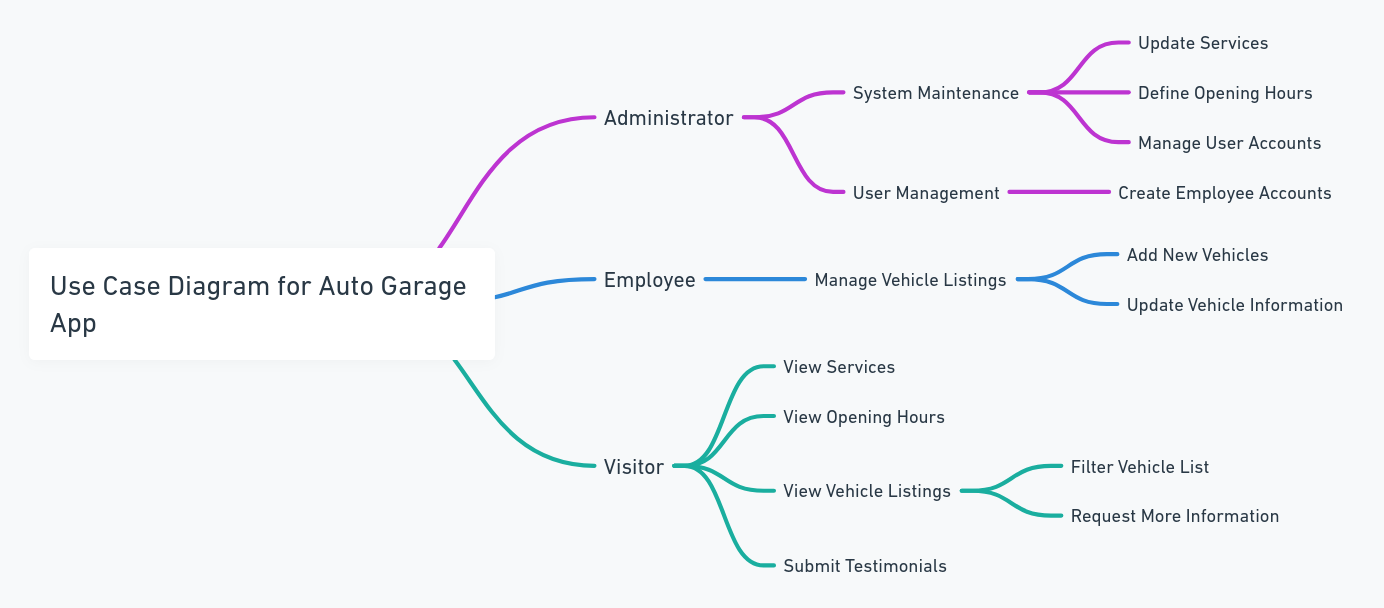 Use Case Diagram for Auto Garage
App
Administrator
System Maintenance
Update Services
Define Opening Hours
Manage User Accounts
User Management
Create Employee Accounts
Employee
Manage Vehicle Listings
Add New Vehicles
Update Vehicle Information
Visitor
View Services
View Opening Hours
View Vehicle Listings
Filter Vehicle List
Request More Information
Submit Testimonials